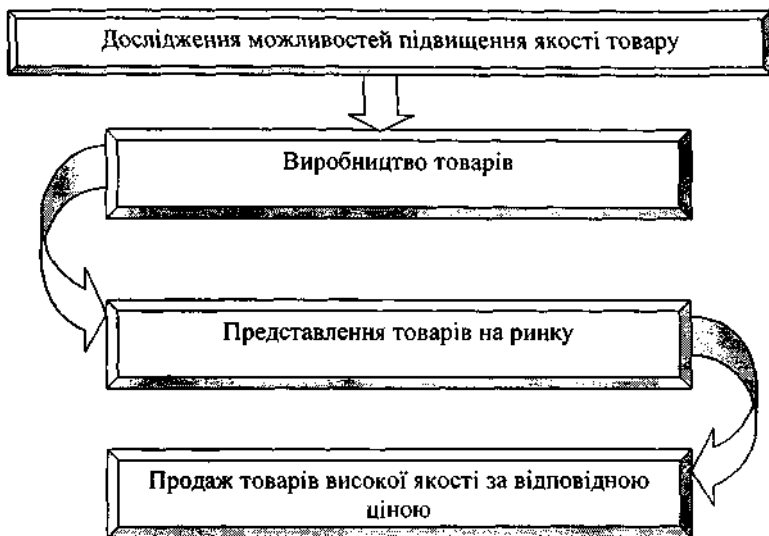 Дослідження можливостей підвищення якості товару
Виробництво товарів
Представлення товарів на ринку
Продаж товарів високої якості за відповідною
ціною